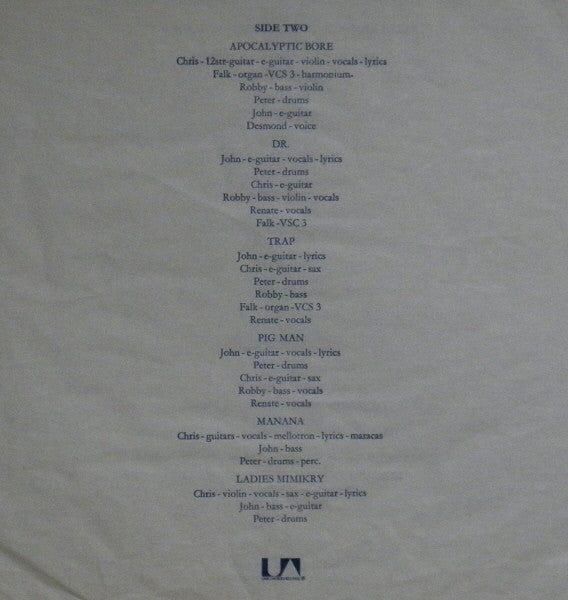 SIDE TWO
APOCALYPTIC BORE
Chris - 12str-guitar - e-guitar - violin - vocals - lyrics
Falk - organ -VCS 3 - harmonium-
Robby - bass - violin
Peter - drums
John - e-guitar
Desmond - voice
DR.
John - e-guitar - vocals - lyrics
Peter - drums
Chris - e-guitar
Robby - bass - violin - vocals
Renate - vocals
Falk -VSC 3
TRAP
John - e-guitar - lyrics
Chris - e-guitar - sax
Peter - drums
Robby - bass
Falk - organ -VCS 3
Renate - vocals
PIG MAN
John - e-guitar - vocals - lyrics
Peter - drums
Chris - e-guitar - sax
Robby - bass - vocals
Renate - vocals
MANANA
Chris - guitars - vocals - mellotron - lyrics - maracas
John - bass
Peter - drums - perc.
LADIES MIMIKRY
Chris - violin - vocals - sax - e-guitar - lyrics
John - bass - e-guitar
Peter - drums
UA